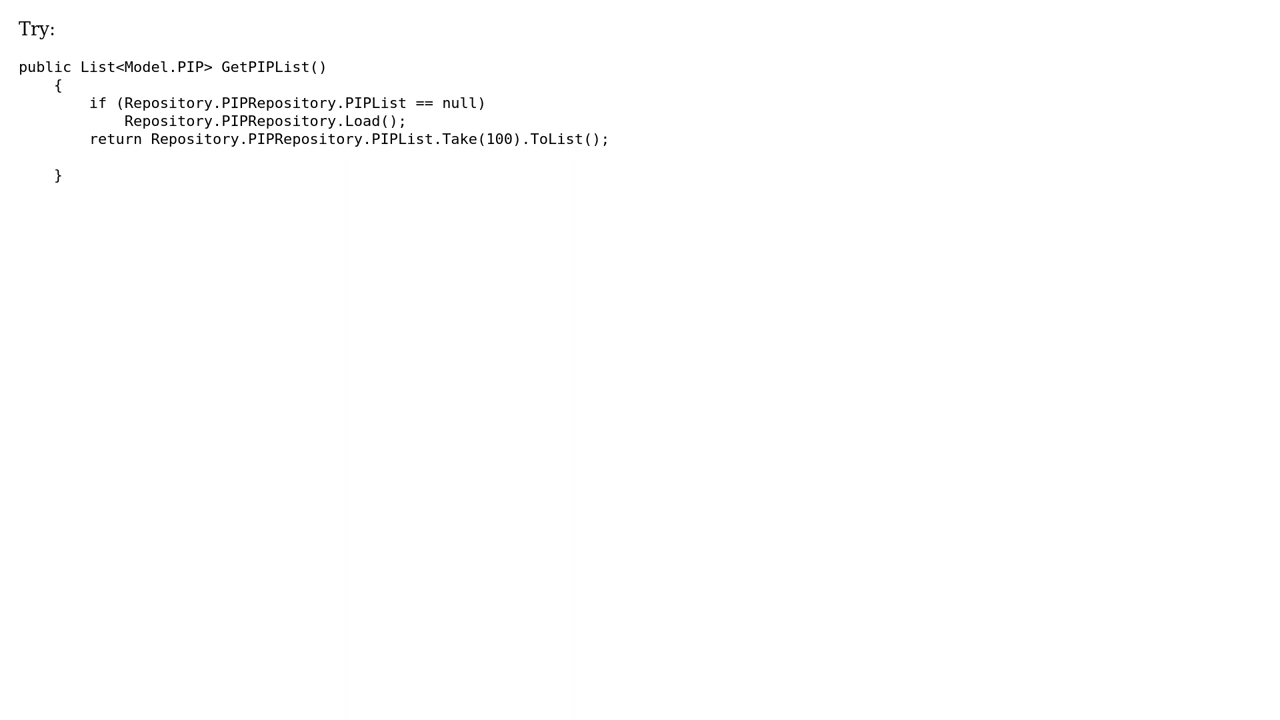 Try:
public List<Model.PIP> GetPIPList()
    {
        if (Repository.PIPRepository.PIPList == null)
            Repository.PIPRepository.Load();
        return Repository.PIPRepository.PIPList.Take(100).ToList();
    }